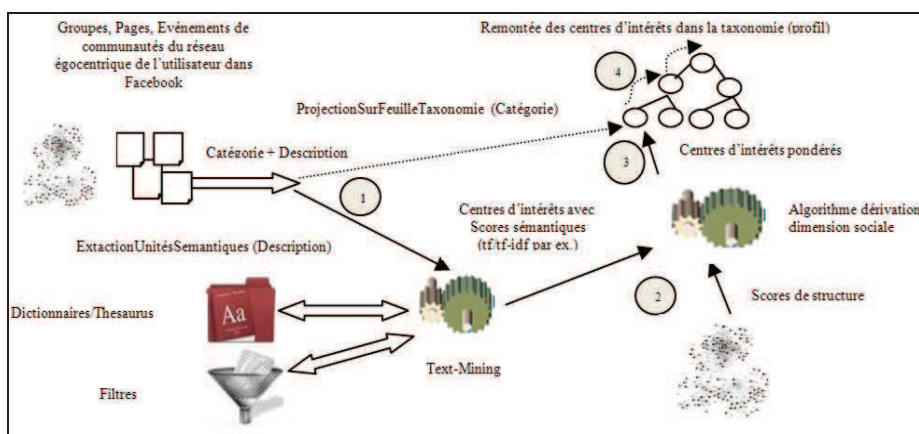 Groupes, Pages, Evénements de
communautés du réseau
égocentrique de l'utilisateur dans
Facebook
Remontée des centres d'intérêts dans la taxonomie (profil)
4
ProjectionSurFeuilleTaxonomie (Catégorie)
Catégorie + Description
3
Centres d'intérêts pondérés
1
Centres d'intérêts avec
Scores sémantiques
(tf/tf-idf par ex.)
Algorithme dérivation
dimension sociale
ExtactionUnitésSemantiques (Description)
2
Scores de structure
Dictionnaires/Thesaurus
Aa
Text-Mining
Filtres